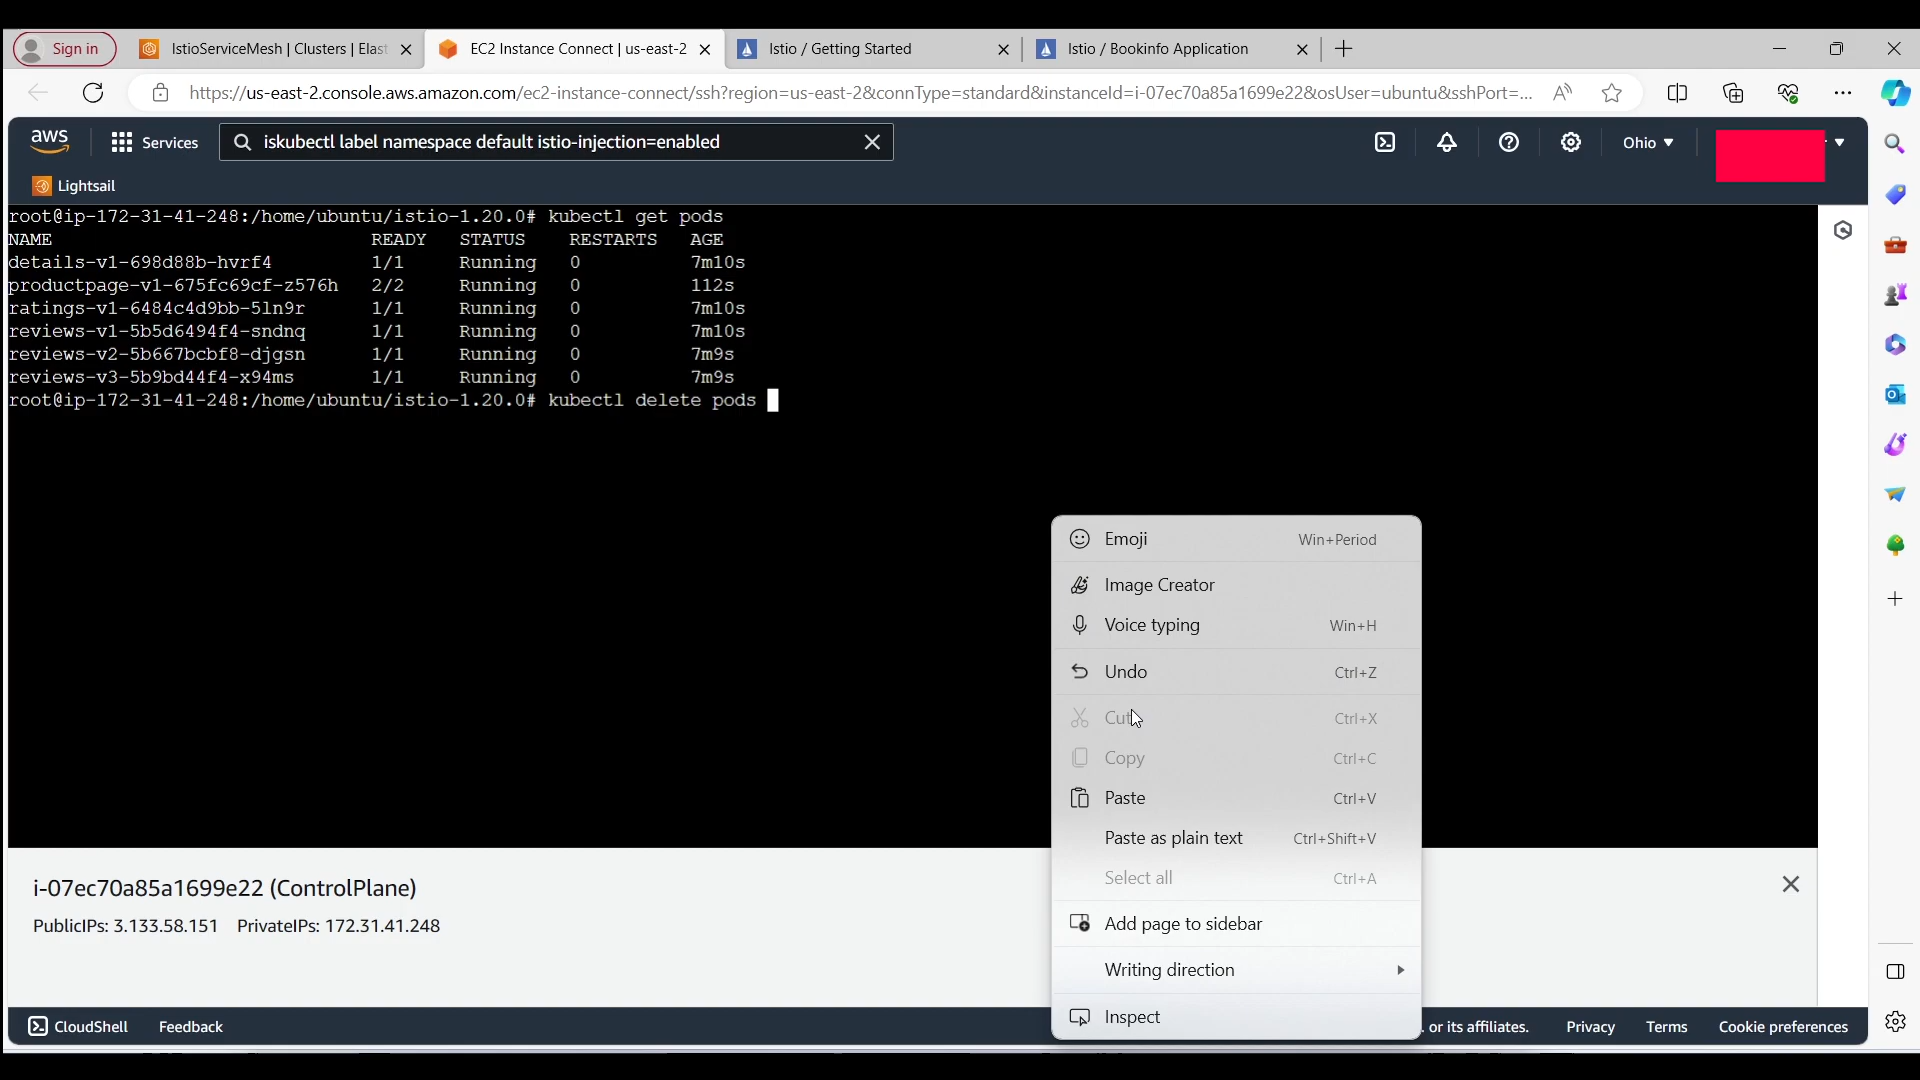 Sign in
IstioServiceMesh | Clusters | Elast
EC2 Instance Connect | us-east-2
Istio / Getting Started
Istio / Bookinfo Application
https://us-east-2.console.aws.amazon.com/ec2-instance-connect/ssh?region=us-east-2&connType=standard&instanceId=i-07ec70a85a1699e22&osUser=ubuntu&sshPort=...
aws
Services
iskubectl label namespace default istio-injection=enabled
Ohio
Lightsail
root@ip-172-31-41-248:/home/ubuntu/istio-1.20.0# kubectl get pods
NAME READY STATUS RESTARTS AGE
details-v1-698d88b-hvrf4 1/1 Running 0 7m10s
productpage-v1-675fc69cf-z576h 2/2 Running 0 112s
ratings-v1-6484c4d9bb-5ln9r 1/1 Running 0 7m10s
reviews-v1-5b5d6494f4-sndnq 1/1 Running 0 7m10s
reviews-v2-5b667bcbf8-djgsn 1/1 Running 0 7m9s
reviews-v3-5b9bd44f4-x94ms 1/1 Running 0 7m9s
root@ip-172-31-41-248:/home/ubuntu/istio-1.20.0# kubectl delete pods
Emoji Win+Period
Image Creator
Voice typing Win+H
Undo Ctrl+Z
Cut Ctrl+X
Copy Ctrl+C
Paste Ctrl+V
Paste as plain text Ctrl+Shift+V
Select all Ctrl+A
Add page to sidebar
Writing direction
Inspect
i-07ec70a85a1699e22 (ControlPlane)
PublicIPs: 3.133.58.151 PrivateIPs: 172.31.41.248
CloudShell Feedback
. or its affiliates. Privacy Terms Cookie preferences